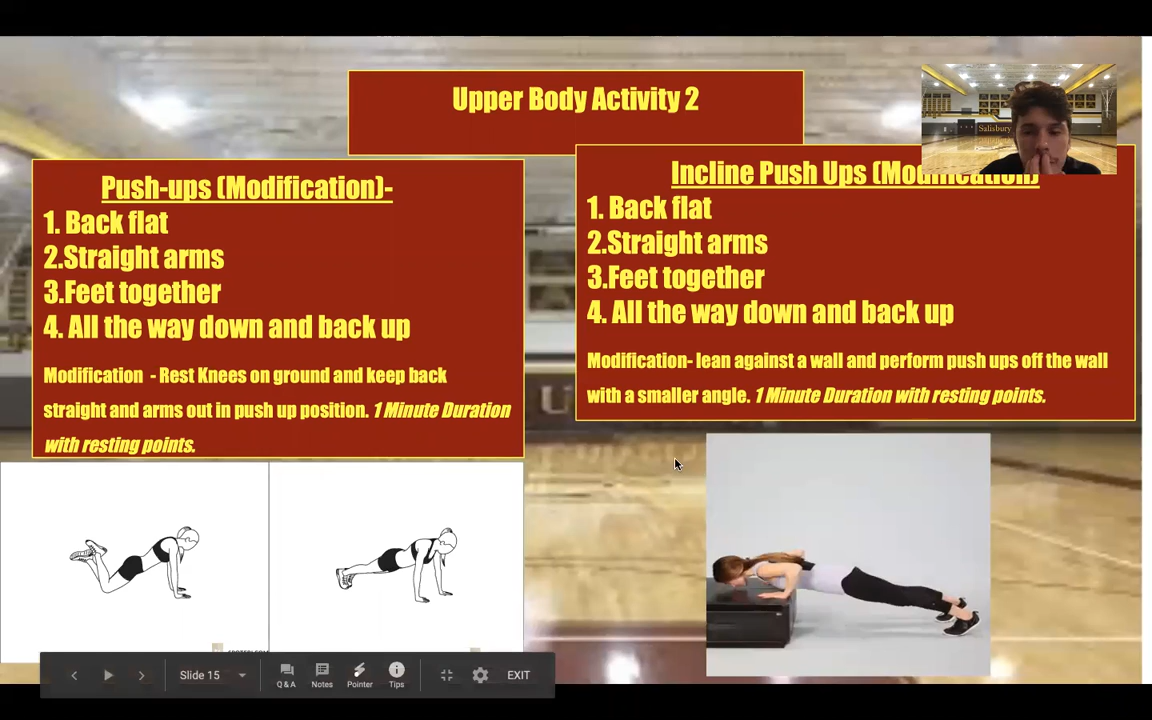 Upper Body Activity 2
Salisbury
Push-ups (Modification)-
1. Back flat
2.Straight arms
3.Feet together
4. All the way down and back up
Modification - Rest Knees on ground and keep back
straight and arms out in push up position. 1 Minute Duration
with resting points.
Incline Push Ups (Modification)
1. Back flat
2.Straight arms
3.Feet together
4. All the way down and back up
Modification- lean against a wall and perform push ups off the wall
with a smaller angle. 1 Minute Duration with resting points.
Slide 15
Q & A
Notes
Pointer
Tips
EXIT